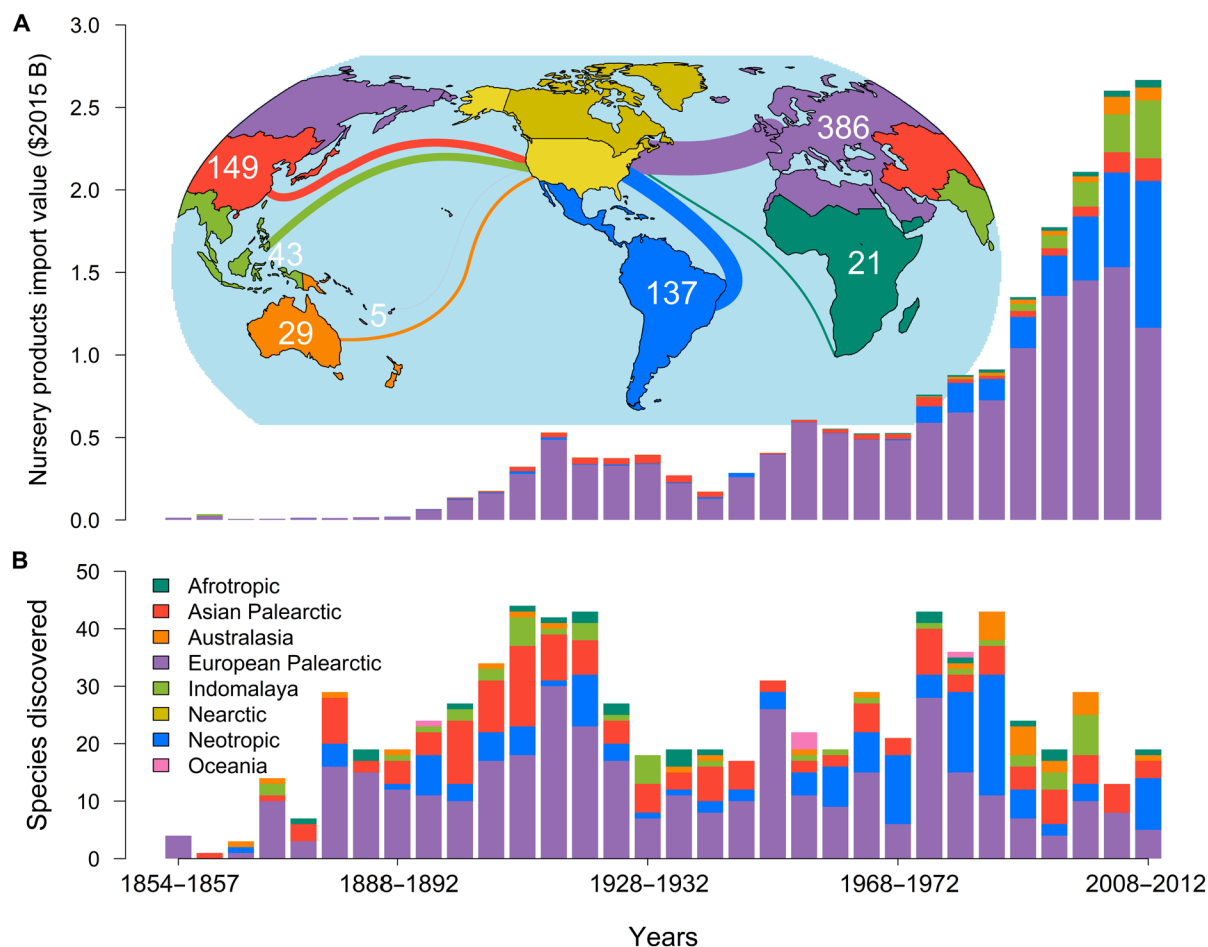 A
Nursery products import value ($2015 B)
3.0
2.5
2.0
1.5
1.0
0.5
0.0
386
149
43
21
137
5
29
B
Species discovered
50
40
30
20
10
0
Afrotropic
Asian Palearctic
Australasia
European Palearctic
Indomalaya
Nearctic
Neotropic
Oceania
1854–1857
1888–1892
1928–1932
1968–1972
2008–2012
Years